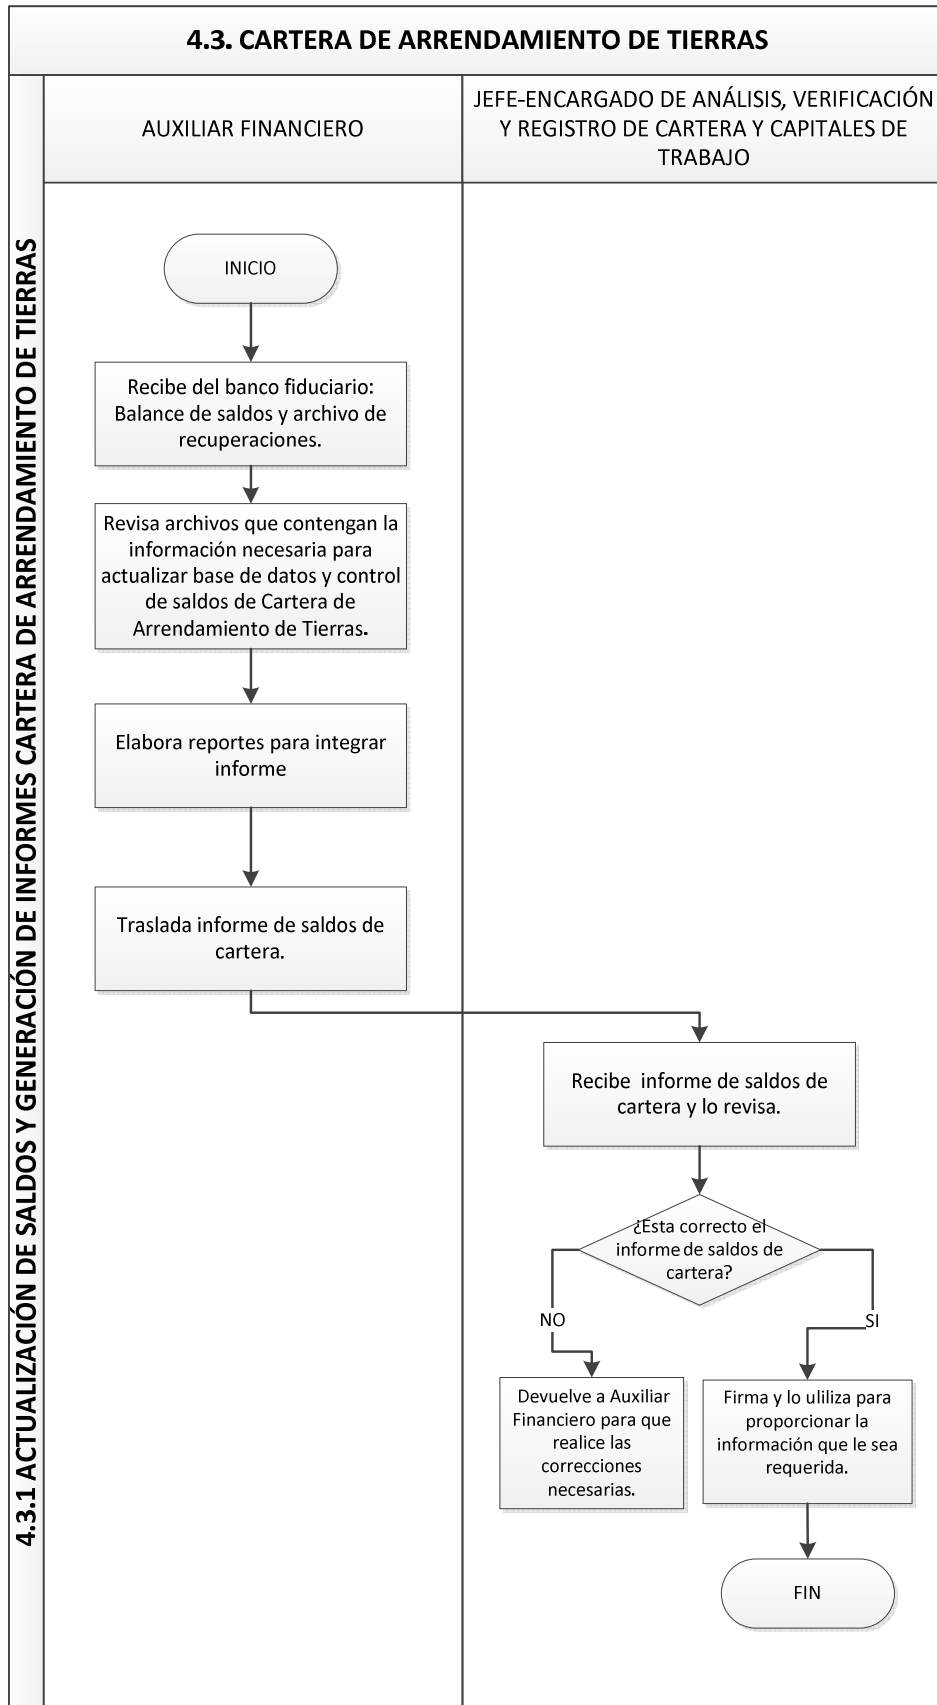 4.3. CARTERA DE ARRENDAMIENTO DE TIERRAS
4.3.1 ACTUALIZACIÓN DE SALDOS Y GENERACIÓN DE INFORMES CARTERA DE ARRENDAMIENTO DE TIERRAS
AUXILIAR FINANCIERO
JEFE-ENCARGADO DE ANÁLISIS, VERIFICACIÓN
Y REGISTRO DE CARTERA Y CAPITALES DE
TRABAJO
INICIO
Recibe del banco fiduciario:
Balance de saldos y archivo de
recuperaciones.
Revisa archivos que contengan la
información necesaria para
actualizar base de datos y control
de saldos de Cartera de
Arrendamiento de Tierras.
Elabora reportes para integrar
informe
Traslada informe de saldos de
cartera.
Recibe informe de saldos de
cartera y lo revisa.
¿Esta correcto el
informe de saldos de
cartera?
NO
SI
Devuelve a Auxiliar
Financiero para que
realice las
correcciones
necesarias.
Firma y lo uliliza para
proporcionar la
información que le sea
requerida.
FIN